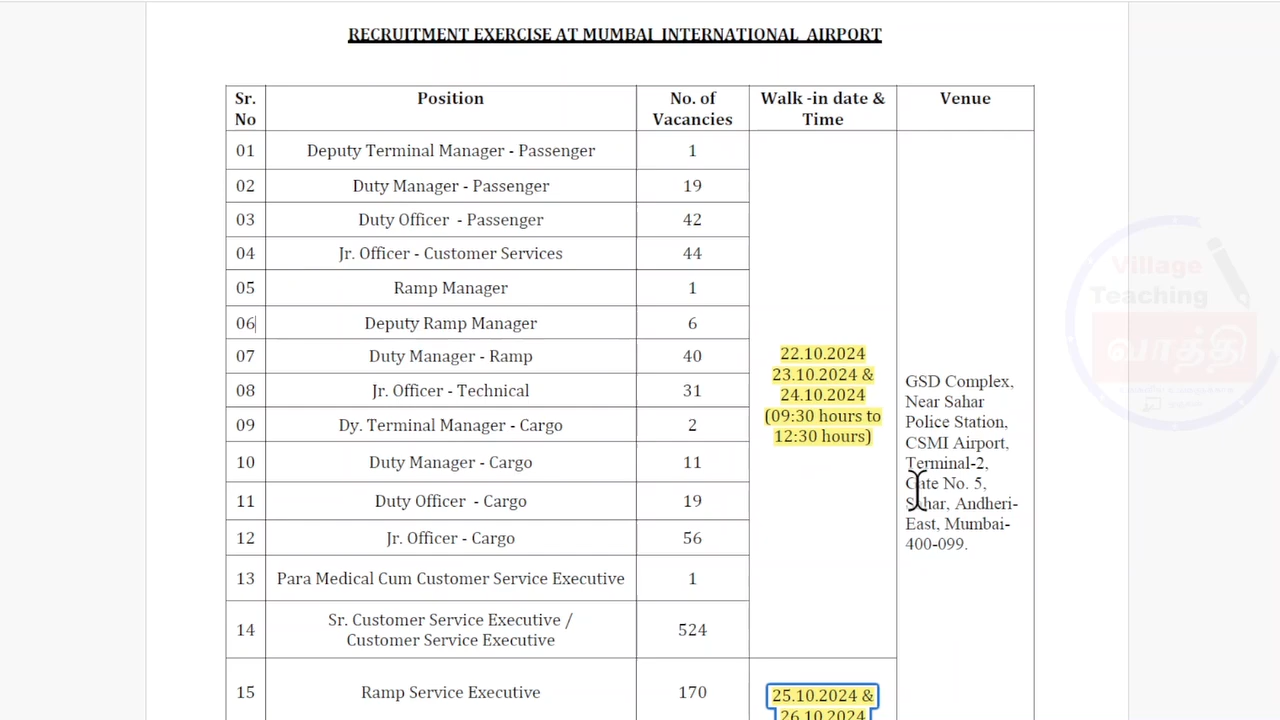 RECRUITMENT EXERCISE AT MUMBAI INTERNATIONAL AIRPORT
Sr. No Position No. of Vacancies Walk -in date & Time Venue
01 Deputy Terminal Manager - Passenger 1
02 Duty Manager - Passenger 19
03 Duty Officer - Passenger 42
04 Jr. Officer - Customer Services 44
05 Ramp Manager 1
06 Deputy Ramp Manager 6
07 Duty Manager - Ramp 40
08 Jr. Officer - Technical 31
09 Dy. Terminal Manager - Cargo 2
10 Duty Manager - Cargo 11
11 Duty Officer - Cargo 19
12 Jr. Officer - Cargo 56
13 Para Medical Cum Customer Service Executive 1
14 Sr. Customer Service Executive /
Customer Service Executive 524
15 Ramp Service Executive 170
22.10.2024
23.10.2024 &
24.10.2024
(09:30 hours to
12:30 hours)
25.10.2024 &
26.10.2024
GSD Complex,
Near Sahar
Police Station,
CSMI Airport,
Terminal-2,
Gate No. 5,
Sahar, Andheri-
East, Mumbai-
400-099.
Village
Teaching
வாத்தி